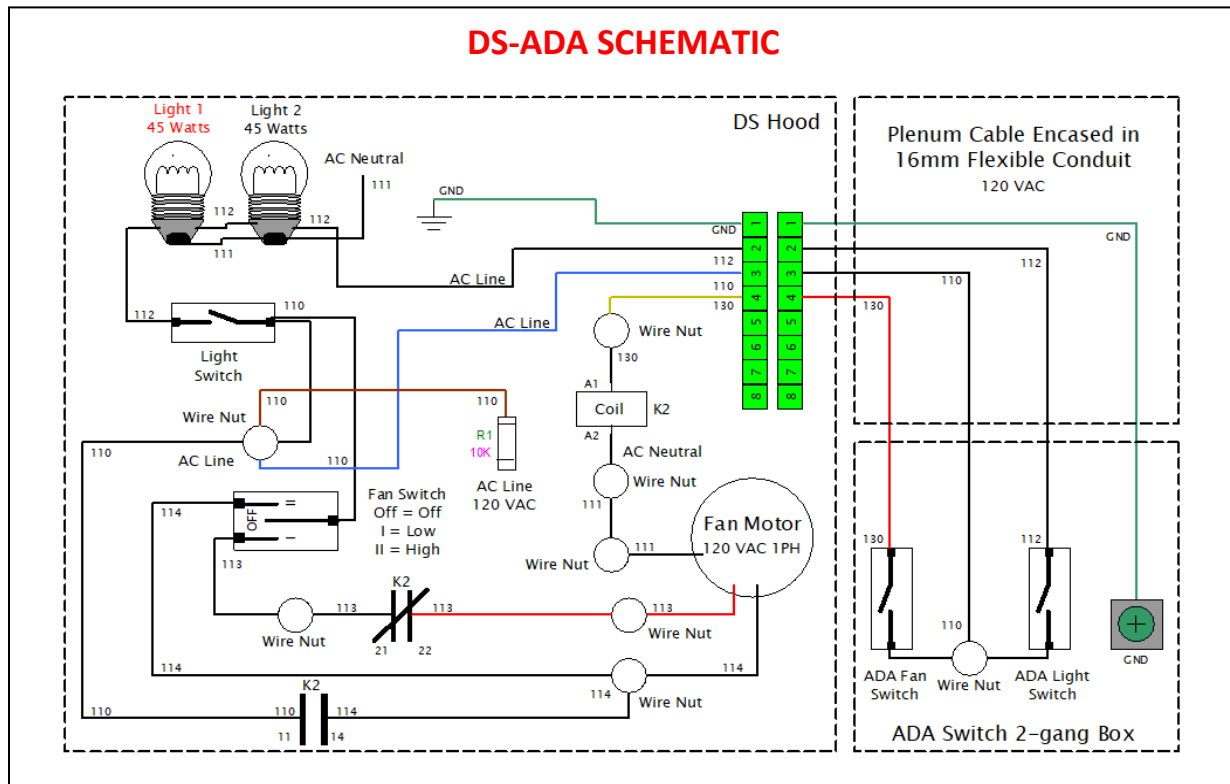 DS-ADA SCHEMATIC
Light 1
45 Watts
Light 2
45 Watts
AC Neutral
111
DS Hood
Plenum Cable Encased in
16mm Flexible Conduit
120 VAC
GND
GND
1
2
3
4
5
6
7
8
1
2
3
4
5
6
7
8
GND
112
112
111
AC Line
112
110
130
112
110
130
112
110
Light
Switch
AC Line
Wire Nut
130
A1
Coil
K2
A2
AC Neutral
Wire Nut
111
Wire Nut
111
Wire Nut
110
110
R1
10K
AC Line
120 VAC
AC Line
110
110
Fan Switch
Off = Off
I = Low
II = High
=
OFF
–
114
113
Fan Motor
120 VAC 1PH
Wire Nut
113
K2
113
21
22
113
Wire Nut
114
114
114
Wire Nut
K2
110
110
114
11
14
130
112
110
ADA Fan
Switch
Wire Nut
ADA Light
Switch
GND
ADA Switch 2-gang Box